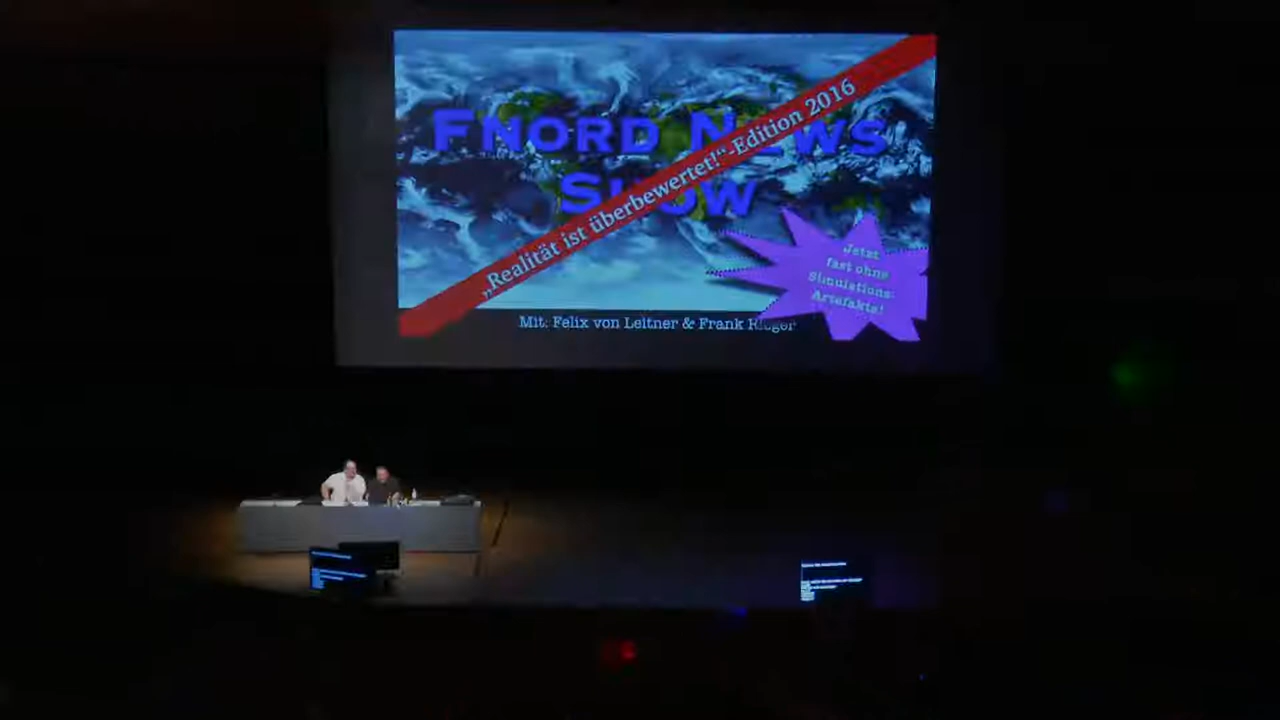 FNORD NEWS
SHOW
„Realität ist überbewertet!“-Edition 2016
Jetzt
fast ohne
Simulations-
Artefakte!
Mit: Felix von Leitner & Frank Rieger